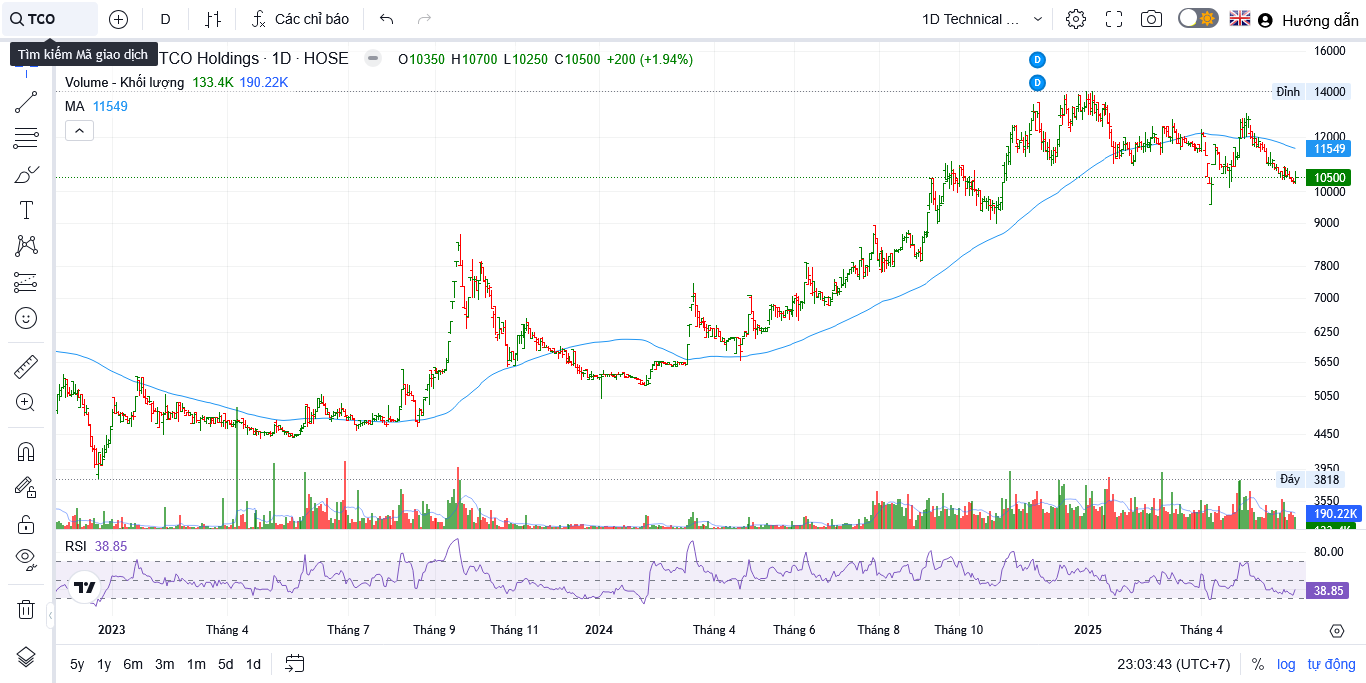 TCO D Các chỉ báo 1D Technical ... Hướng dẫn
Tìm kiếm Mã giao dịch
TCO Holdings · 1D · HOSE O10350 H10700 L10250 C10500 +200 (+1.94%)
Volume - Khối lượng 133.4K 190.22K
MA 11549
D
D
16000
Đỉnh 14000
12000
11549
10500
10000
9000
7800
7000
6250
5650
5050
4450
3950
Đáy 3818
3550
190.22K
RSI 38.85
80.00
38.85
2023 Tháng 4 Tháng 7 Tháng 9 Tháng 11 2024 Tháng 4 Tháng 6 Tháng 8 Tháng 10 2025 Tháng 4
5y 1y 6m 3m 1m 5d 1d 23:03:43 (UTC+7) % log tự động